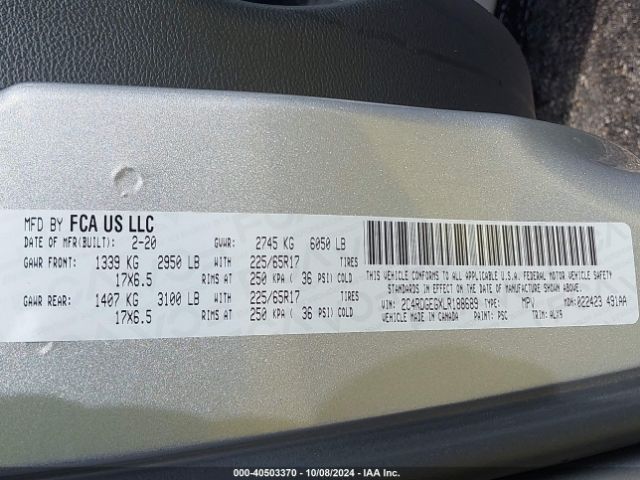 MFD BY FCA US LLC
DATE OF MFR(BUILT): 2-20 GVWR: 2745 KG 6050 LB
GAWR FRONT: 1339 KG 2950 LB WITH 225/65R17 TIRES
17X6.5 RIMS AT 250 KPA ( 36 PSI) COLD
GAWR REAR: 1407 KG 3100 LB WITH 225/65R17 TIRES
17X6.5 RIMS AT 250 KPA ( 36 PSI) COLD
THIS VEHICLE CONFORMS TO ALL APPLICABLE U.S.A. FEDERAL MOTOR VEHICLE SAFETY
STANDARDS IN EFFECT ON THE DATE OF MANUFACTURE SHOWN ABOVE.
VIN: 2C4RDGEGXLR188689 TYPE: MPV MDH: 022423 491AA
VEHICLE MADE IN CANADA PAINT: PSC TRIM: ALX9
000-40503370 | 10/08/2024 | IAA Inc.